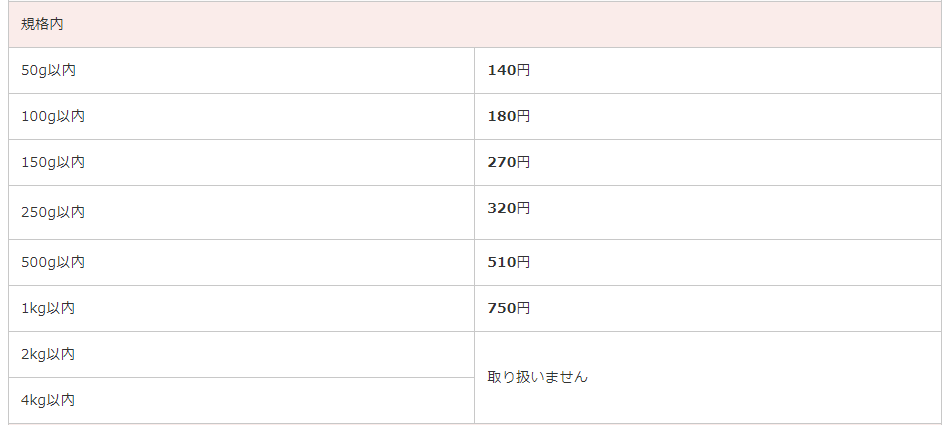 規格内
50g以内 140円
100g以内 180円
150g以内 270円
250g以内 320円
500g以内 510円
1kg以内 750円
2kg以内
取り扱いません
4kg以内